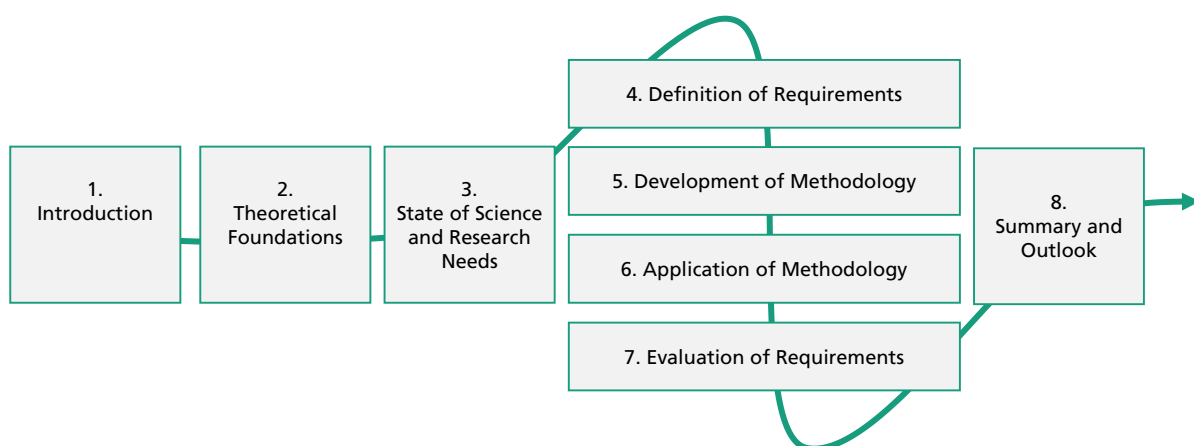 1.
Introduction
2.
Theoretical
Foundations
3.
State of Science
and Research
Needs
4. Definition of Requirements
5. Development of Methodology
6. Application of Methodology
7. Evaluation of Requirements
8.
Summary and
Outlook